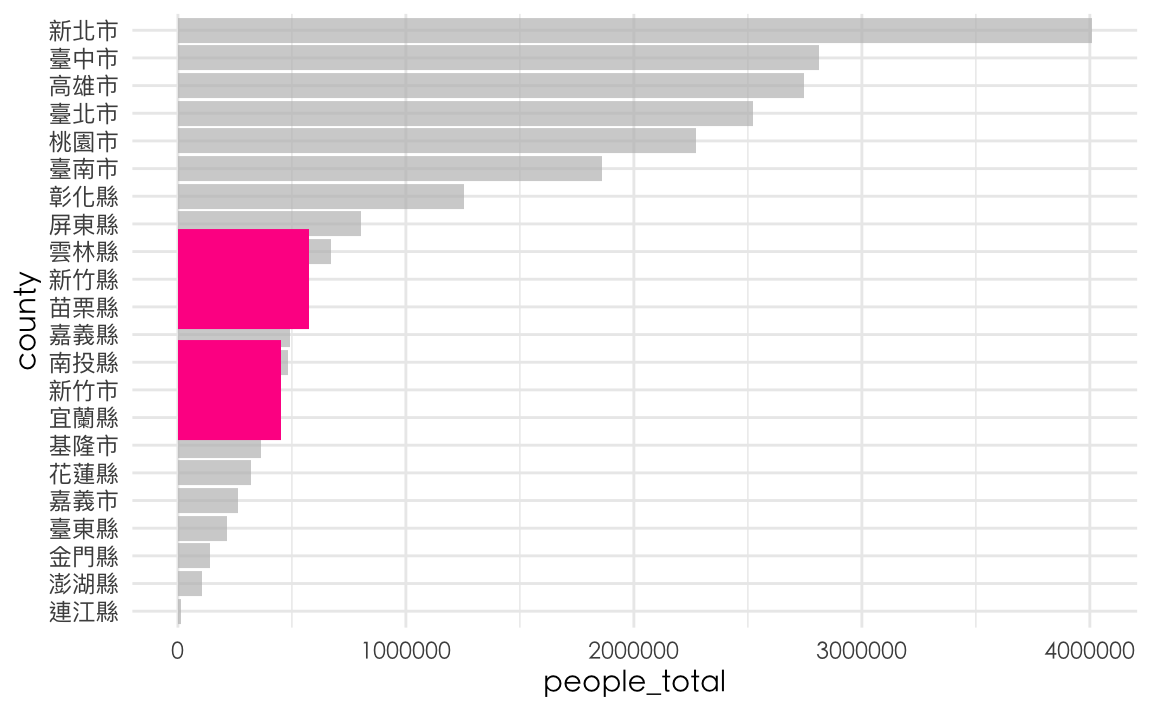 新北市
臺中市
高雄市
臺北市
桃園市
臺南市
彰化縣
屏東縣
雲林縣
新竹縣
苗栗縣
嘉義縣
南投縣
新竹市
宜蘭縣
基隆市
花蓮縣
嘉義市
臺東縣
金門縣
澎湖縣
連江縣
county
0 1000000 2000000 3000000 4000000
people_total